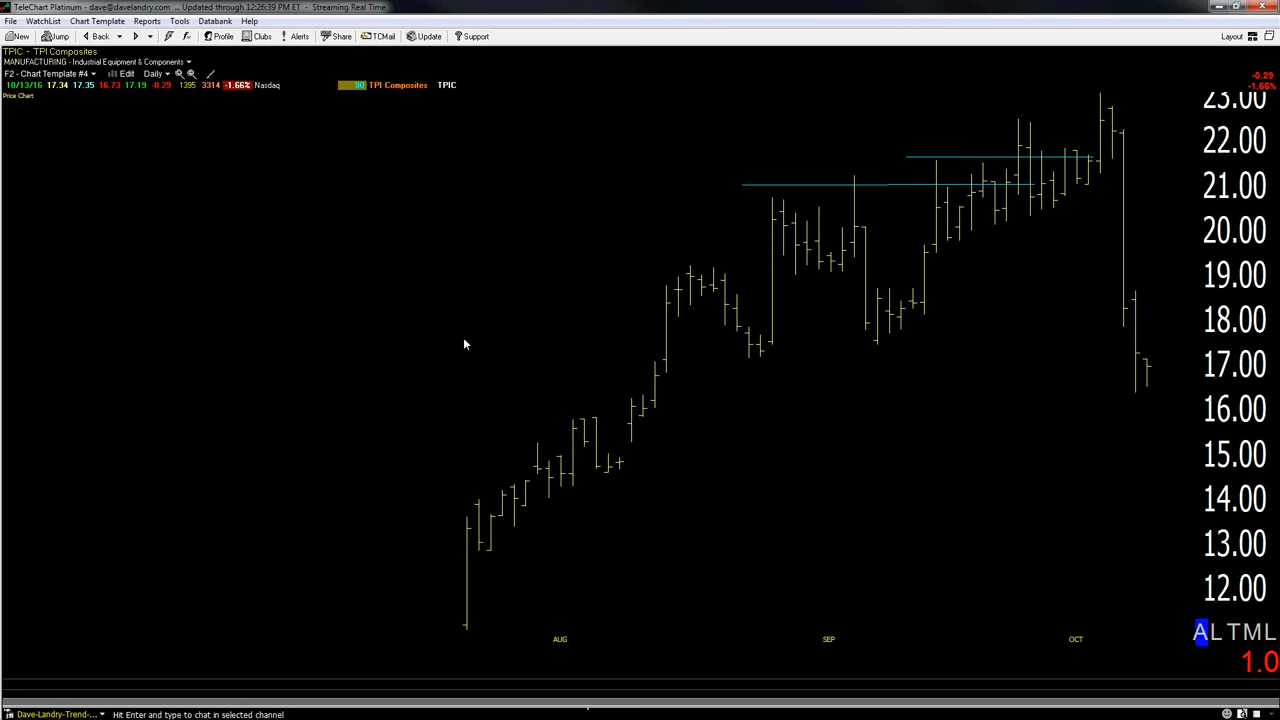 TeleChart Platinum - dave@davelandry.com ... Updated through 12:26:39 PM ET - Streaming Real Time
File WatchList Chart Template Reports Tools Databank Help
New Jump Back Profile Clubs Alerts Share TCMail Update Support Layout
TPIC - TPI Composites
MANUFACTURING - Industrial Equipment & Components
F2 - Chart Template #4 Edit Daily
10/13/16 17.34 17.35 16.73 17.19 -0.29 1395 3314 -1.66% Nasdaq 80 TPI Composites TPIC
Price Chart
-0.29
-1.66%
23.00
22.00
21.00
20.00
19.00
18.00
17.00
16.00
15.00
14.00
13.00
12.00
AUG SEP OCT
ALTML
1.0
Dave-Landry-Trend-... Hit Enter and type to chat in selected channel